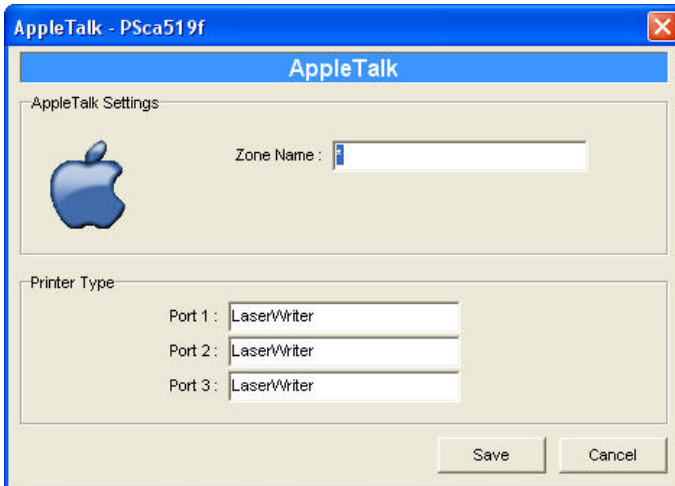 AppleTalk - PSca519f
AppleTalk
AppleTalk Settings
Zone Name : *
Printer Type
Port 1 : LaserWriter
Port 2 : LaserWriter
Port 3 : LaserWriter
Save Cancel